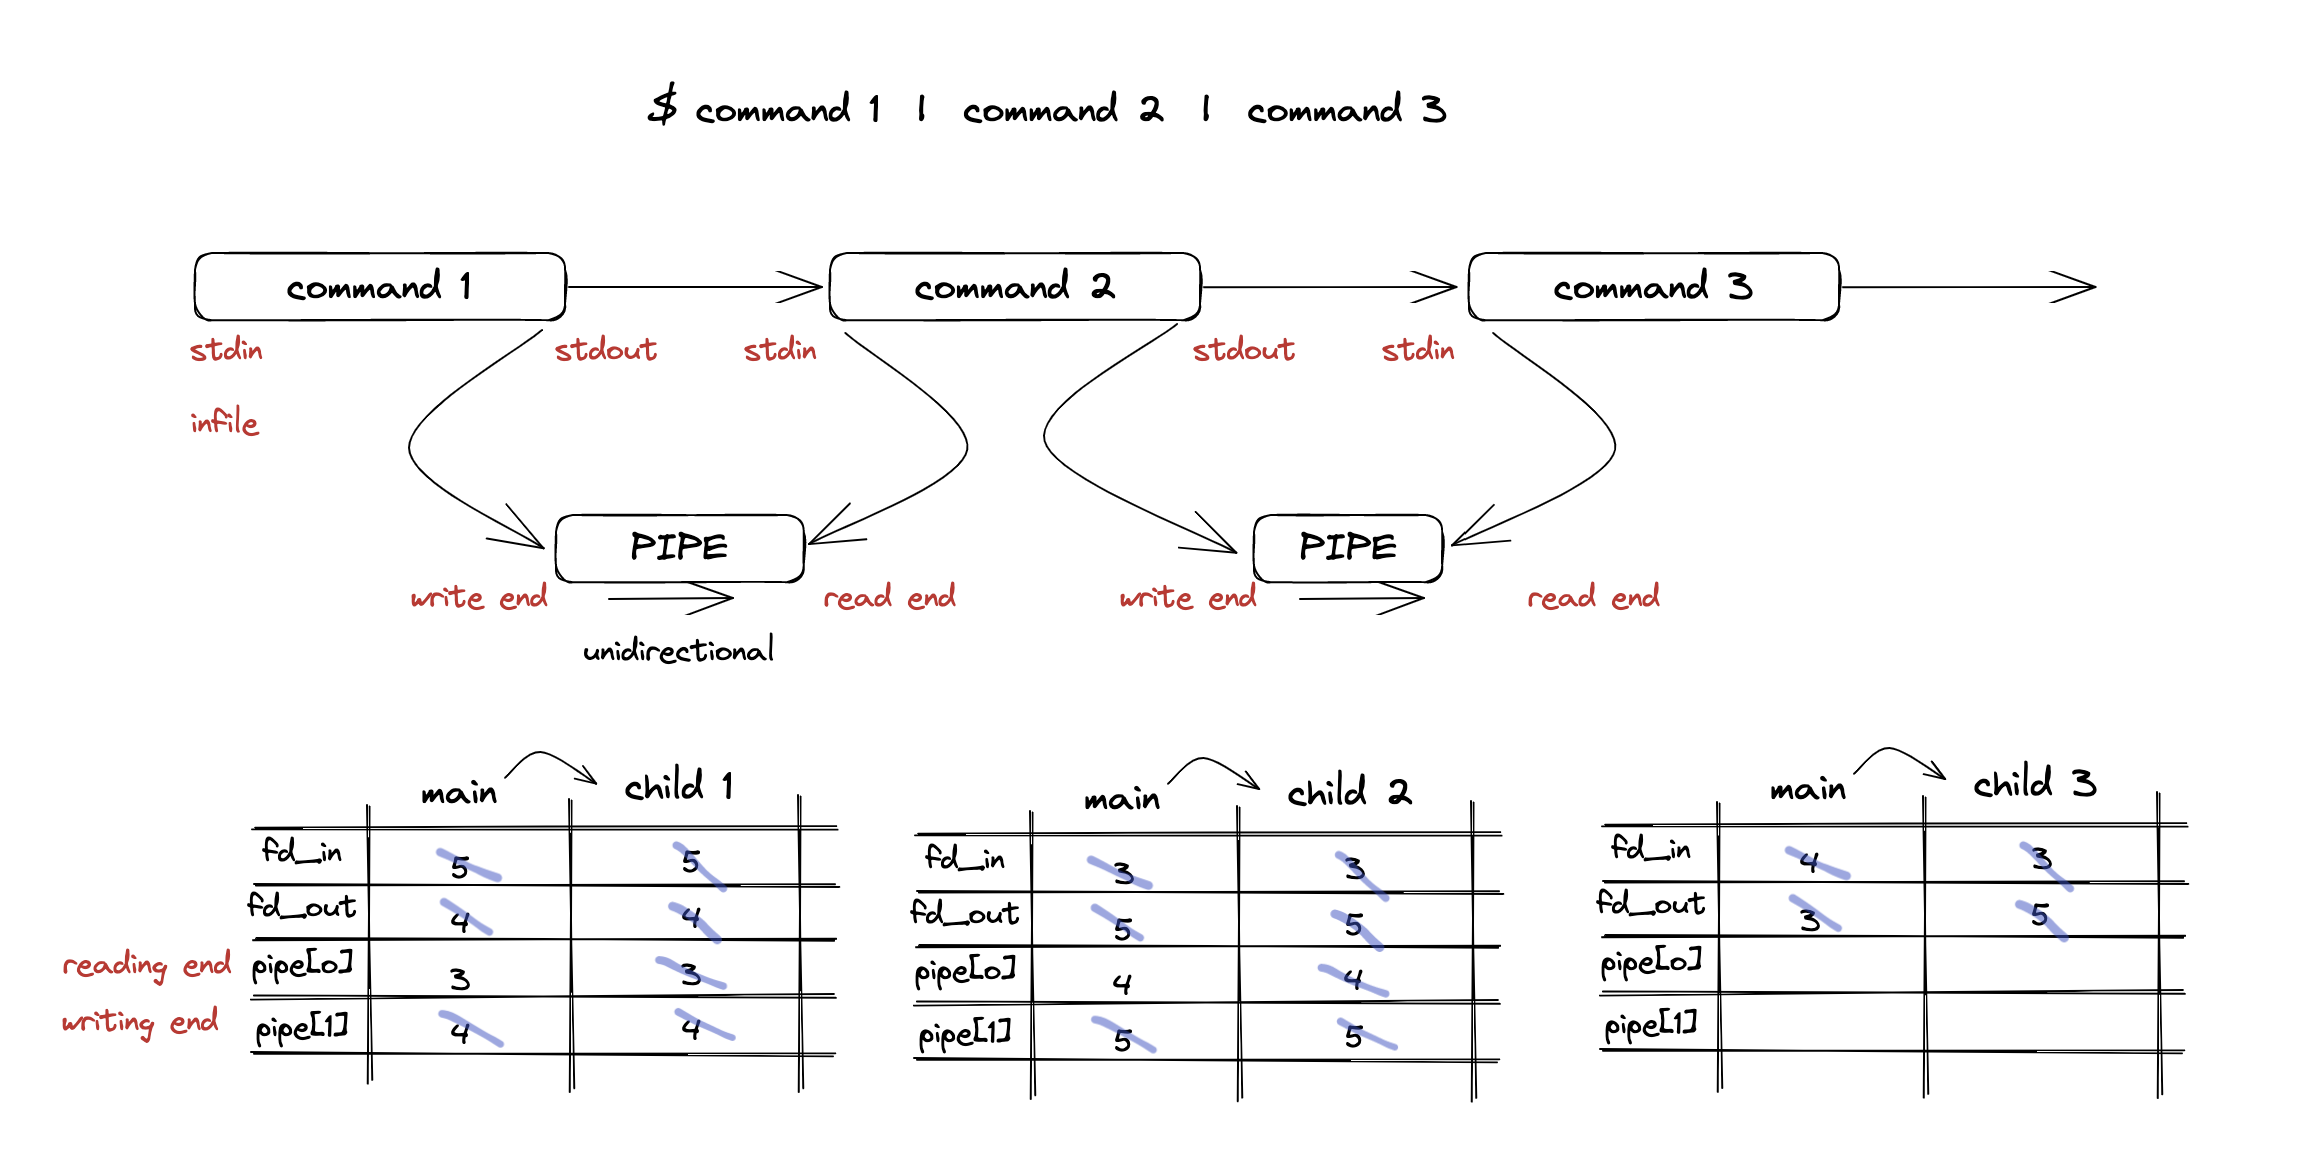 $ command 1 | command 2 | command 3
command 1 command 2 command 3
stdin stdout stdin stdout stdin
infile
PIPE PIPE
write end read end write end read end
unidirectional
main child 1
fd_in 5 5
fd_out 4 4
reading end pipe[0] 3 3
writing end pipe[1] 4 4
main child 2
fd_in 3 3
fd_out 5 5
pipe[0] 4 4
pipe[1] 5 5
main child 3
fd_in 4 3
fd_out 3 5
pipe[0]
pipe[1]